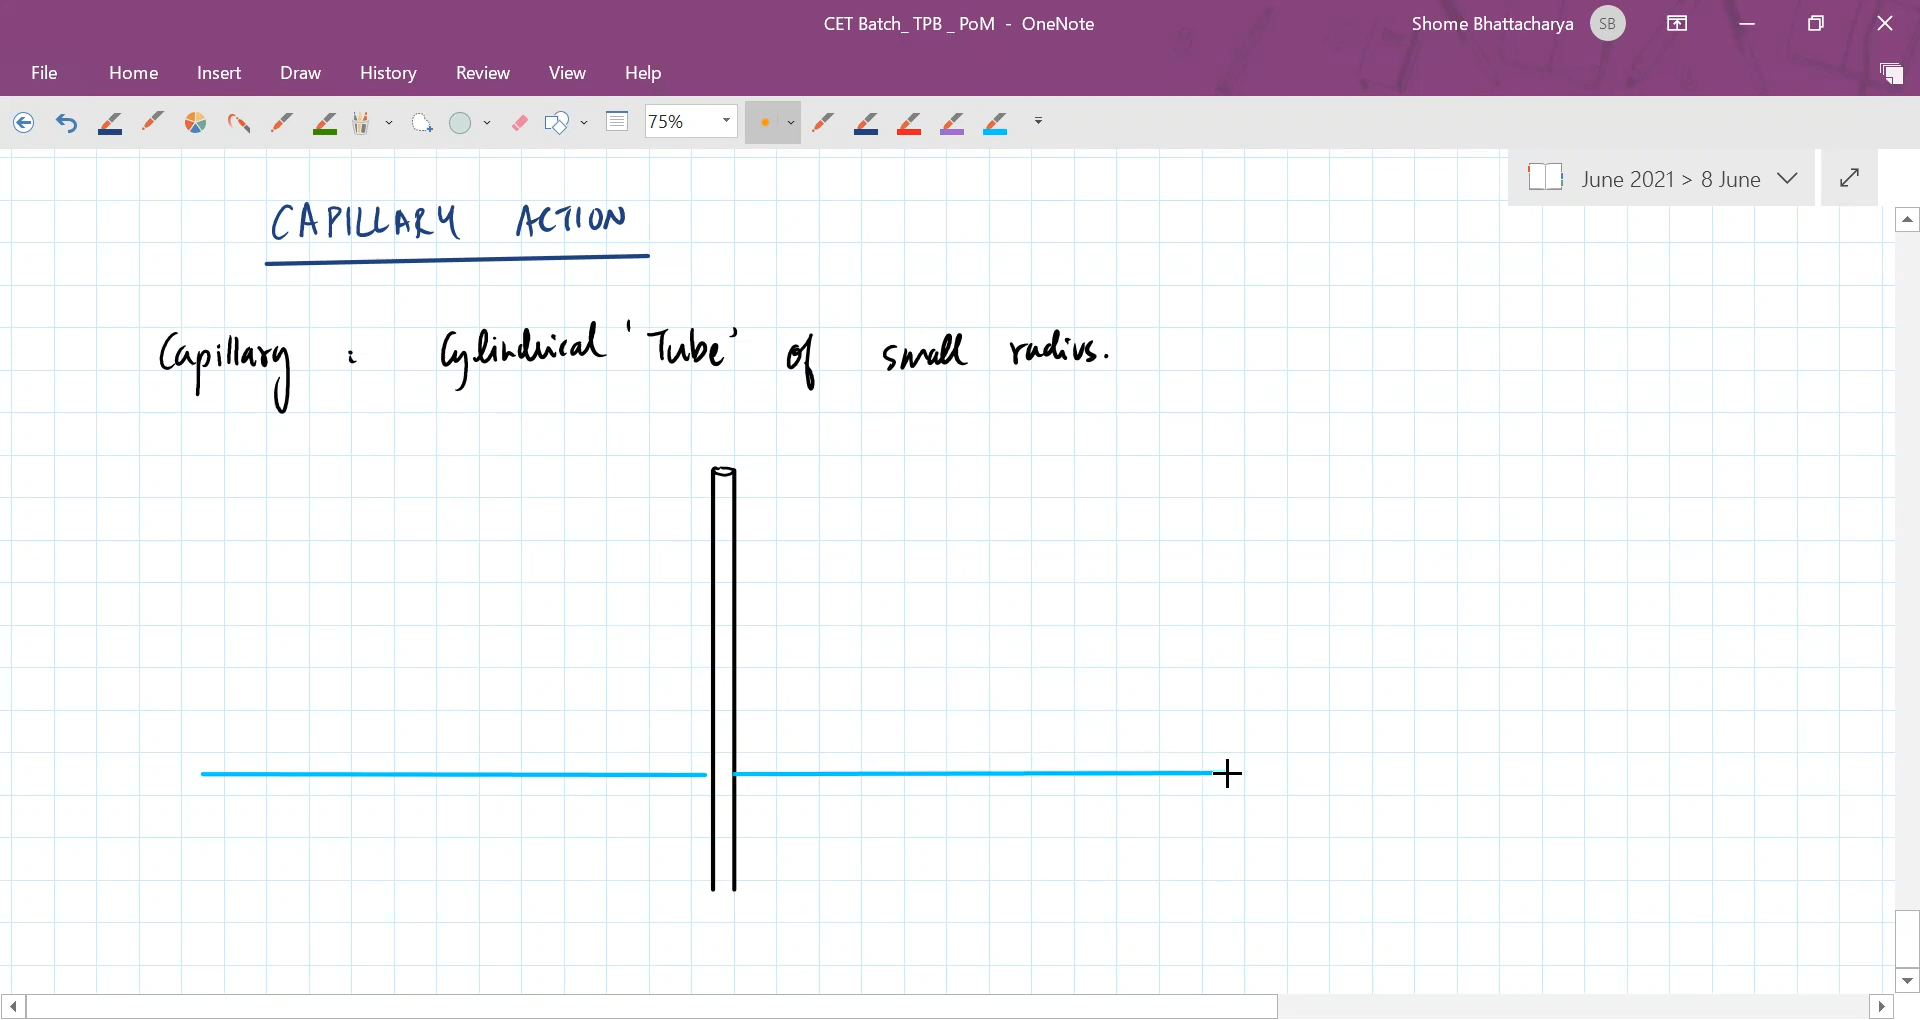 CET Batch_ TPB _ PoM - OneNote
Shome Bhattacharya SB
File Home Insert Draw History Review View Help
75%
June 2021 > 8 June
CAPILLARY ACTION
Capillary : Cylindrical 'Tube' of small radius.